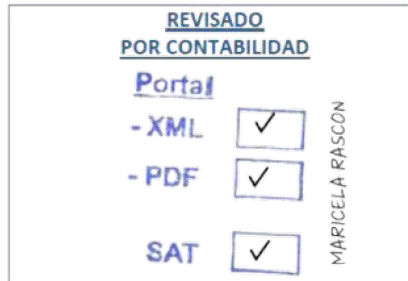 REVISADO
POR CONTABILIDAD
Portal
- XML ✓
- PDF ✓
SAT ✓
MARICELA RASCON